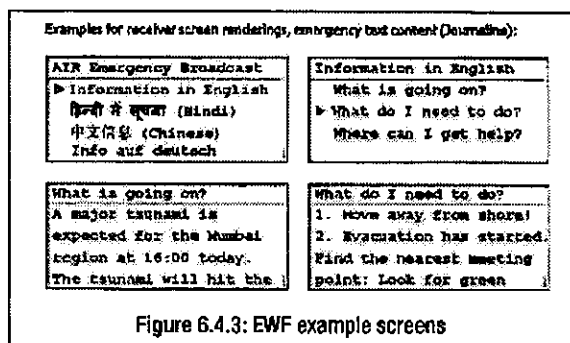 Examples for receiver screen renderings, emergency text content (Journaline):
AIR Emergency Broadcast
Information in English
हिन्दी में सूचना (Hindi)
中文信息 (Chinese)
Info auf deutsch
Information in English
What is going on?
What do I need to do?
Where can I get help?
What is going on?
A major tsunami is
expected for the Mumbai
region at 16:00 today.
The tsunami will hit the
What do I need to do?
1. Move away from shore!
2. Evacuation has started.
Find the nearest meeting
point: Look for green
Figure 6.4.3: EWF example screens